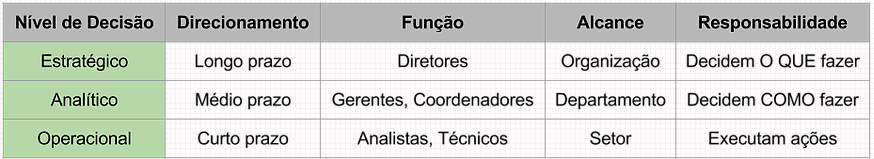 Nível de Decisão Direcionamento Função Alcance Responsabilidade
Estratégico Longo prazo Diretores Organização Decidem O QUE fazer
Analítico Médio prazo Gerentes, Coordenadores Departamento Decidem COMO fazer
Operacional Curto prazo Analistas, Técnicos Setor Executam ações